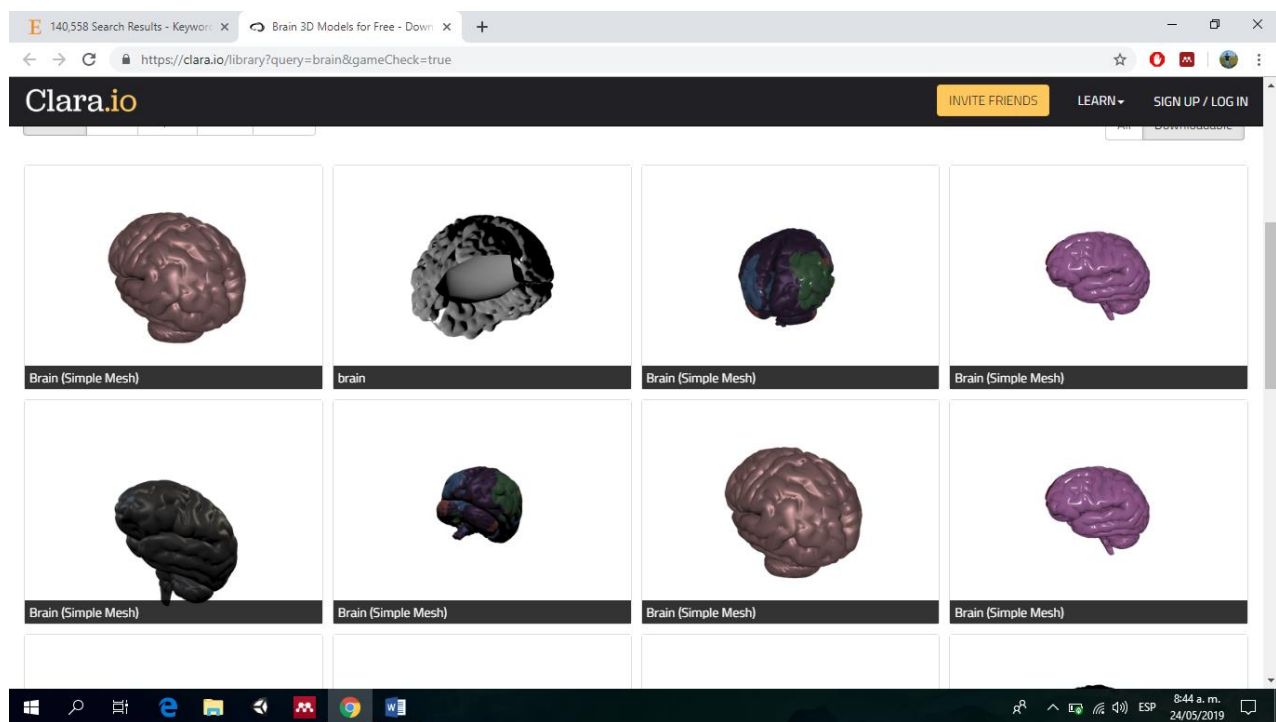 140,558 Search Results - Keywor
Brain 3D Models for Free - Down
https://clara.io/library?query=brain&gameCheck=true
Clara.io
INVITE FRIENDS
LEARN
SIGN UP / LOG IN
All
Downloadable
Brain (Simple Mesh)
brain
Brain (Simple Mesh)
Brain (Simple Mesh)
Brain (Simple Mesh)
Brain (Simple Mesh)
Brain (Simple Mesh)
Brain (Simple Mesh)
ESP
8:44 a. m.
24/05/2019